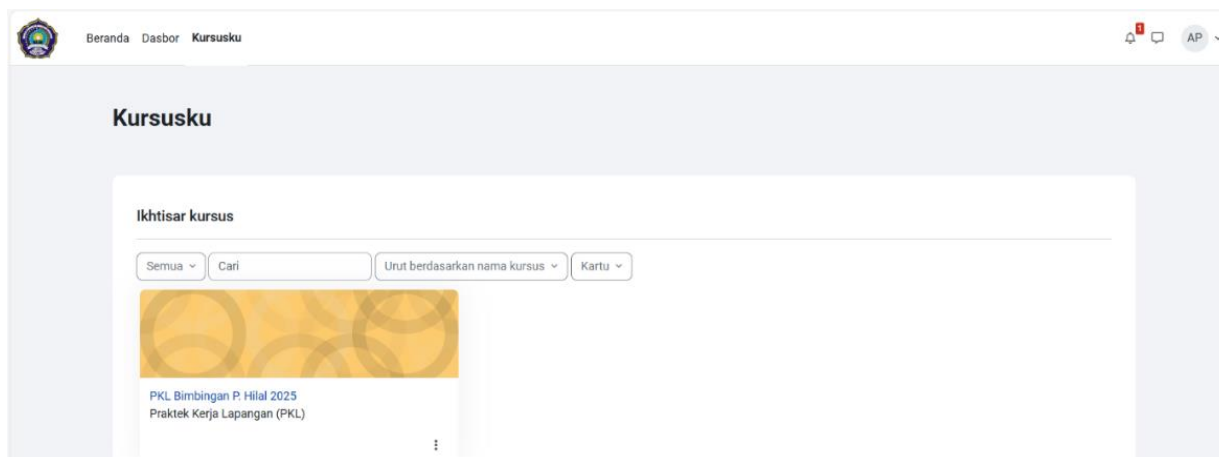 Beranda Dasbor Kursusku
1
AP
Kursusku
Ikhtisar kursus
Semua Cari Urut berdasarkan nama kursus Kartu
PKL Bimbingan P. Hilal 2025
Praktek Kerja Lapangan (PKL)